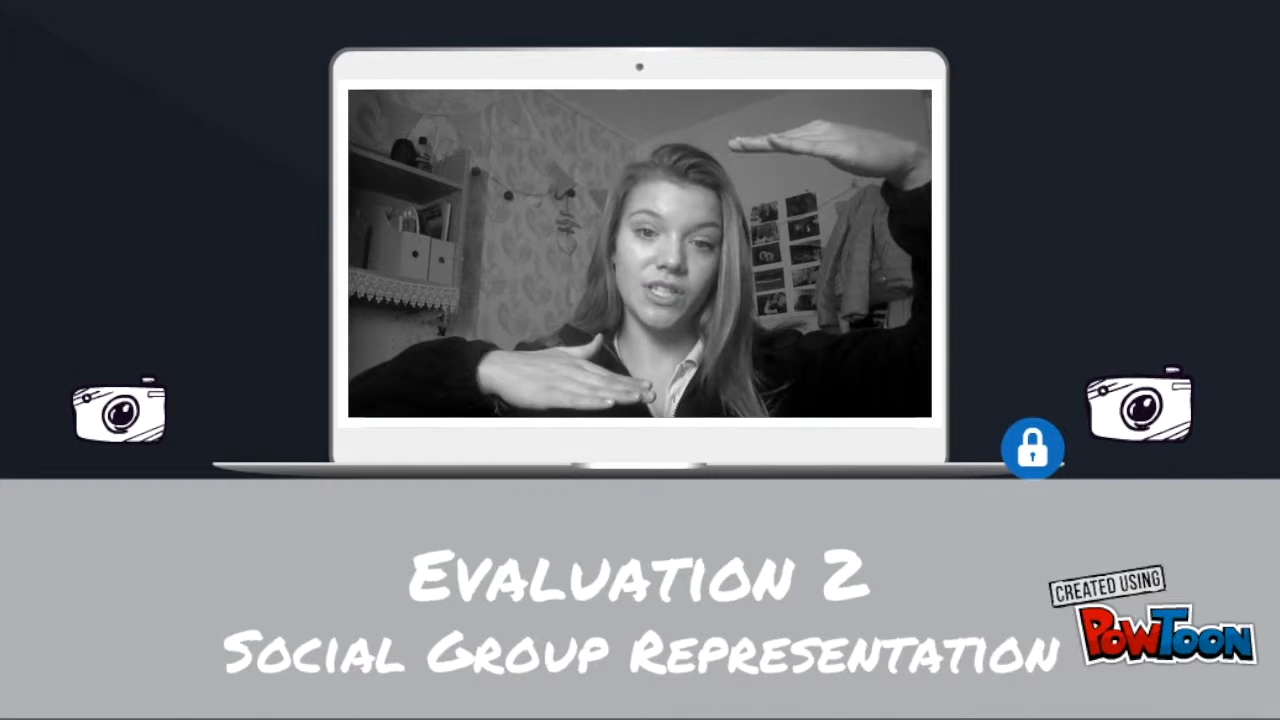 Evaluation 2
Social Group Representation
CREATED USING
PowToon